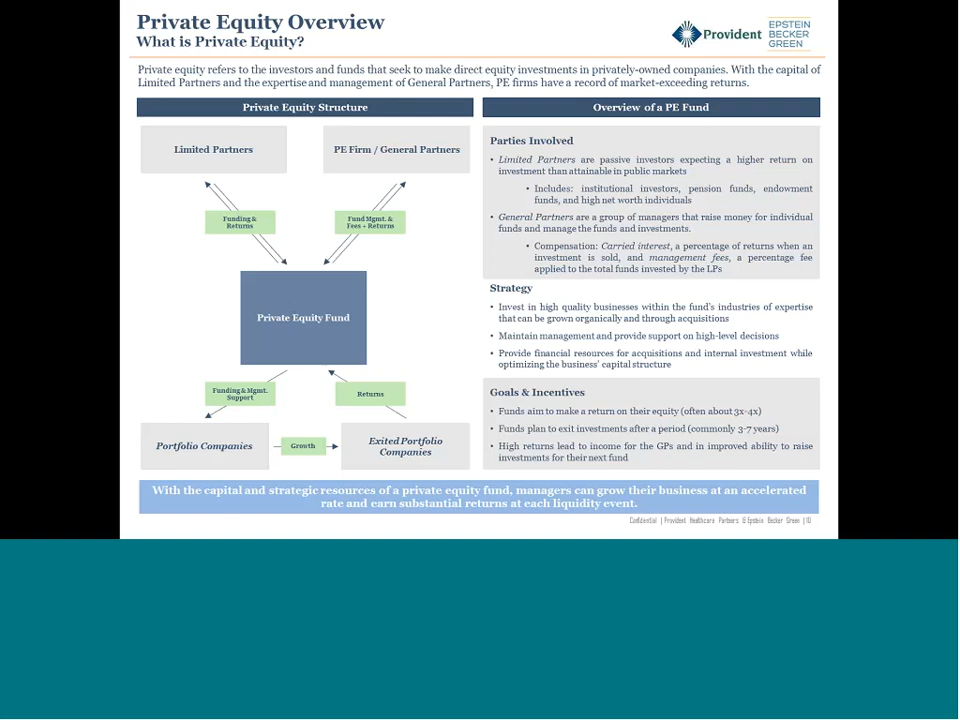 Private Equity Overview
What is Private Equity?
Provident
EPSTEIN
BECKER
GREEN
Private equity refers to the investors and funds that seek to make direct equity investments in privately-owned companies. With the capital of
Limited Partners and the expertise and management of General Partners, PE firms have a record of market-exceeding returns.
Private Equity Structure
Limited Partners
PE Firm / General Partners
Funding &
Returns
Fund Mgmt. &
Fees + Returns
Private Equity Fund
Funding & Mgmt.
Support
Returns
Portfolio Companies
Growth
Exited Portfolio
Companies
Overview of a PE Fund
Parties Involved
• Limited Partners are passive investors expecting a higher return on
investment than attainable in public markets
• Includes: institutional investors, pension funds, endowment
funds, and high net worth individuals
• General Partners are a group of managers that raise money for individual
funds and manage the funds and investments.
• Compensation: Carried interest, a percentage of returns when an
investment is sold, and management fees, a percentage fee
applied to the total funds invested by the LPs
Strategy
• Invest in high quality businesses within the fund's industries of expertise
that can be grown organically and through acquisitions
• Maintain management and provide support on high-level decisions
• Provide financial resources for acquisitions and internal investment while
optimizing the business' capital structure
Goals & Incentives
• Funds aim to make a return on their equity (often about 3x-4x)
• Funds plan to exit investments after a period (commonly 3-7 years)
• High returns lead to income for the GPs and in improved ability to raise
investments for their next fund
With the capital and strategic resources of a private equity fund, managers can grow their business at an accelerated
rate and earn substantial returns at each liquidity event.
Confidential | Provident Healthcare Partners & Epstein Becker Green | 10